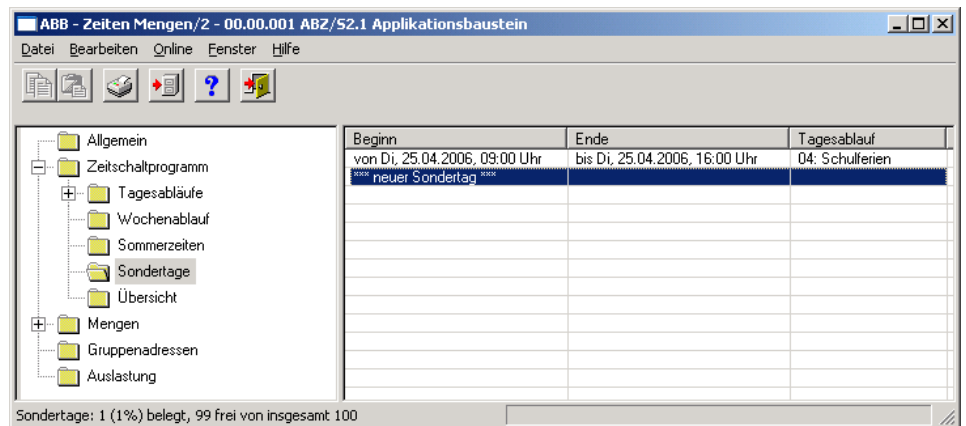 ABB - Zeiten Mengen/2 - 00.00.001 ABZ/S2.1 Applikationsbaustein
Datei Bearbeiten Online Fenster Hilfe
Allgemein
Zeitschaltprogramm
Tagesabläufe
Wochenablauf
Sommerzeiten
Sondertage
Übersicht
Mengen
Gruppenadressen
Auslastung
Beginn Ende Tagesablauf
von Di, 25.04.2006, 09:00 Uhr bis Di, 25.04.2006, 16:00 Uhr 04: Schulferien
*** neuer Sondertag ***
Sondertage: 1 (1%) belegt, 99 frei von insgesamt 100